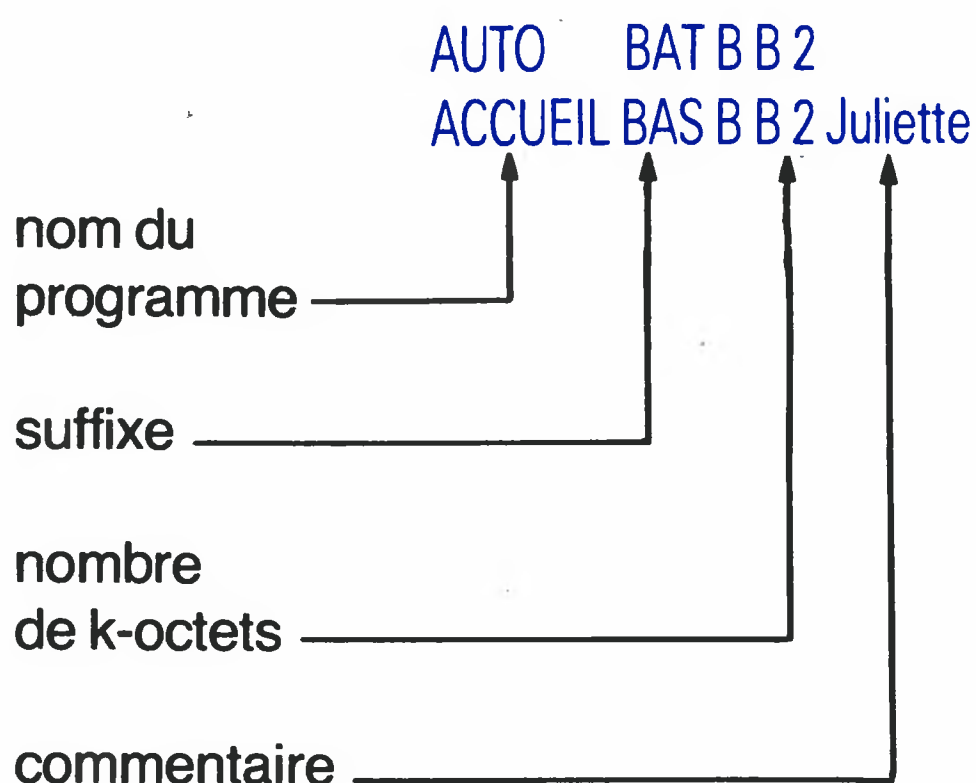 AUTO BAT B B 2
ACCUEIL BAS B B 2 Juliette
nom du
programme
suffixe
nombre
de k-octets
commentaire